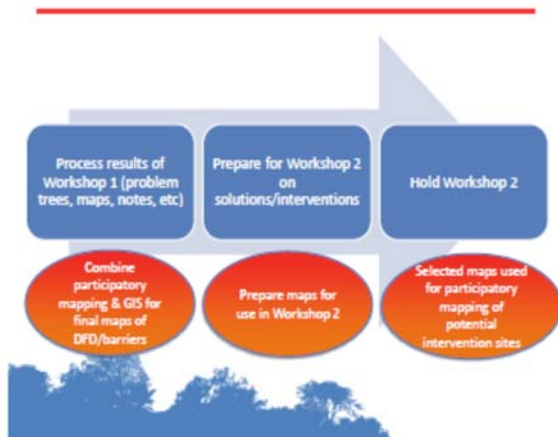 Process results of
Workshop 1 (problem
trees, maps, notes, etc)
Prepare for Workshop 2
on
solutions/interventions
Hold Workshop 2
Combine
participatory
mapping & GIS for
final maps of
DFD/barriers
Prepare maps for
use in Workshop 2
Selected maps used
for participatory
mapping of
potential
intervention sites